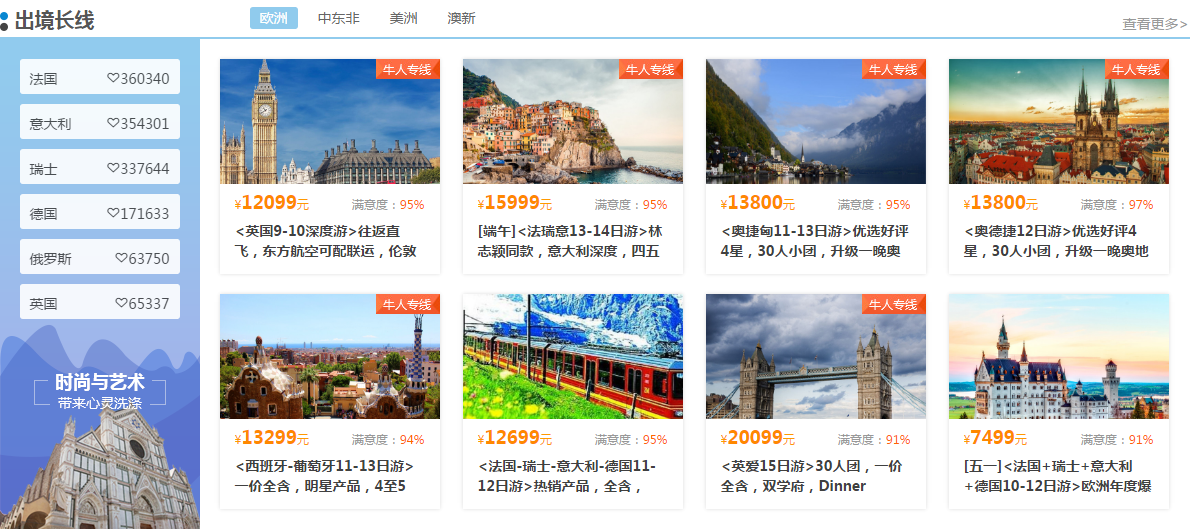 出境长线
欧洲 中东非 美洲 澳新
查看更多>
法国 ♡360340
意大利 ♡354301
瑞士 ♡337644
德国 ♡171633
俄罗斯 ♡63750
英国 ♡65337
时尚与艺术
带来心灵洗涤
牛人专线
¥12099元 满意度：95%
<英国9-10深度游>往返直
飞，东方航空可配联运，伦敦
牛人专线
¥15999元 满意度：95%
[端午]<法瑞意13-14日游>林
志颖同款，意大利深度，四五
牛人专线
¥13800元 满意度：95%
<奥捷匈11-13日游>优选好评
4星，30人小团，升级一晚奥
牛人专线
¥13800元 满意度：97%
<奥德捷12日游>优选好评4
星，30人小团，升级一晚奥地
牛人专线
¥13299元 满意度：94%
<西班牙-葡萄牙11-13日游>
一价全含，明星产品，4至5
¥12699元 满意度：95%
<法国-瑞士-意大利-德国11-
12日游>热销产品，全含，
牛人专线
¥20099元 满意度：91%
<英爱15日游>30人团，一价
全含，双学府，Dinner
¥7499元 满意度：91%
[五一]<法国+瑞士+意大利
+德国10-12日游>欧洲年度爆